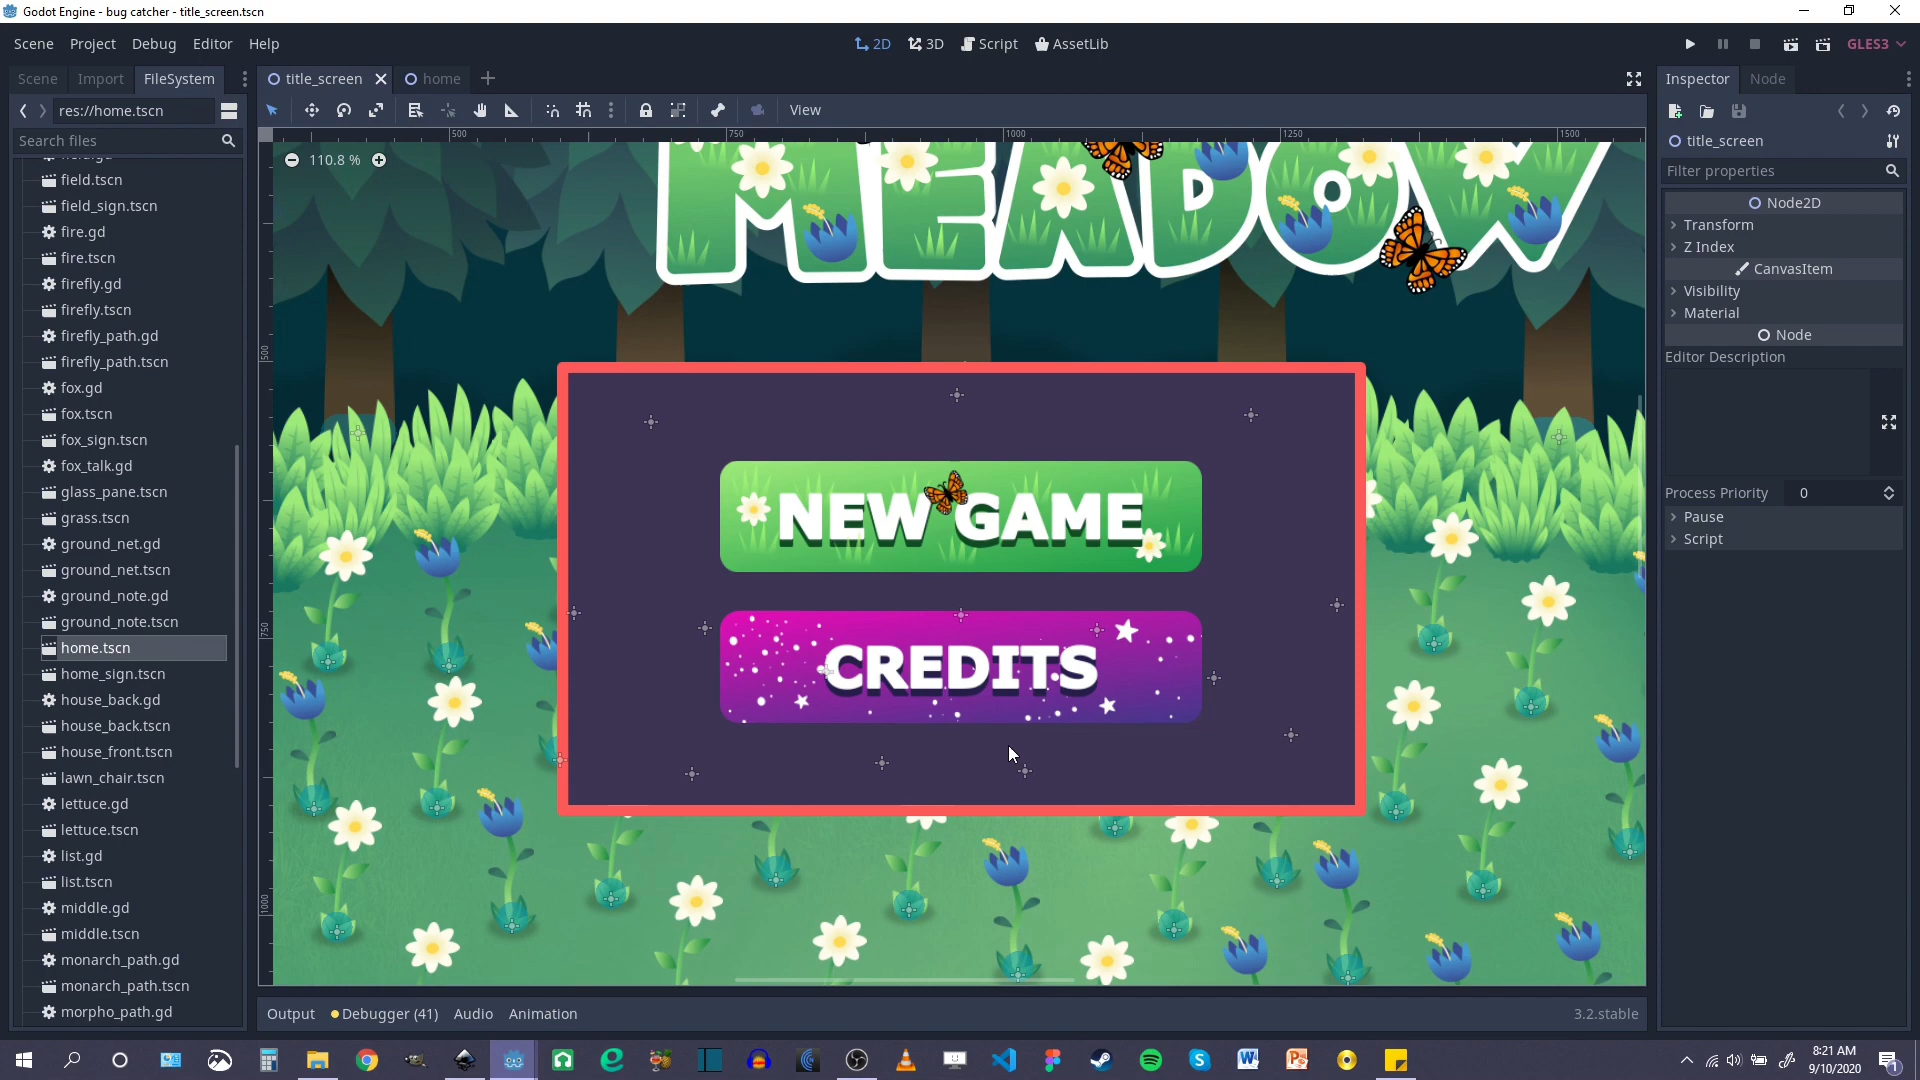 Godot Engine - bug catcher - title_screen.tscn
Scene Project Debug Editor Help
2D 3D Script AssetLib
GLES3
Scene Import FileSystem
title_screen home
Inspector Node
res://home.tscn
View
Search files
500 750 1000 1250 1500
110.8 %
title_screen
Filter properties
field.tscn
field_sign.tscn
fire.gd
fire.tscn
firefly.gd
firefly.tscn
firefly_path.gd
firefly_path.tscn
fox.gd
fox.tscn
fox_sign.tscn
fox_talk.gd
glass_pane.tscn
grass.tscn
ground_net.gd
ground_net.tscn
ground_note.gd
ground_note.tscn
home.tscn
home_sign.tscn
house_back.gd
house_back.tscn
house_front.tscn
lawn_chair.tscn
lettuce.gd
lettuce.tscn
list.gd
list.tscn
middle.gd
middle.tscn
monarch_path.gd
monarch_path.tscn
morpho_path.gd
500
750
1000
MEADOW
NEW GAME
CREDITS
Node2D
Transform
Z Index
CanvasItem
Visibility
Material
Node
Editor Description
Process Priority 0
Pause
Script
Output Debugger (41) Audio Animation
3.2.stable
8:21 AM
9/10/2020
1